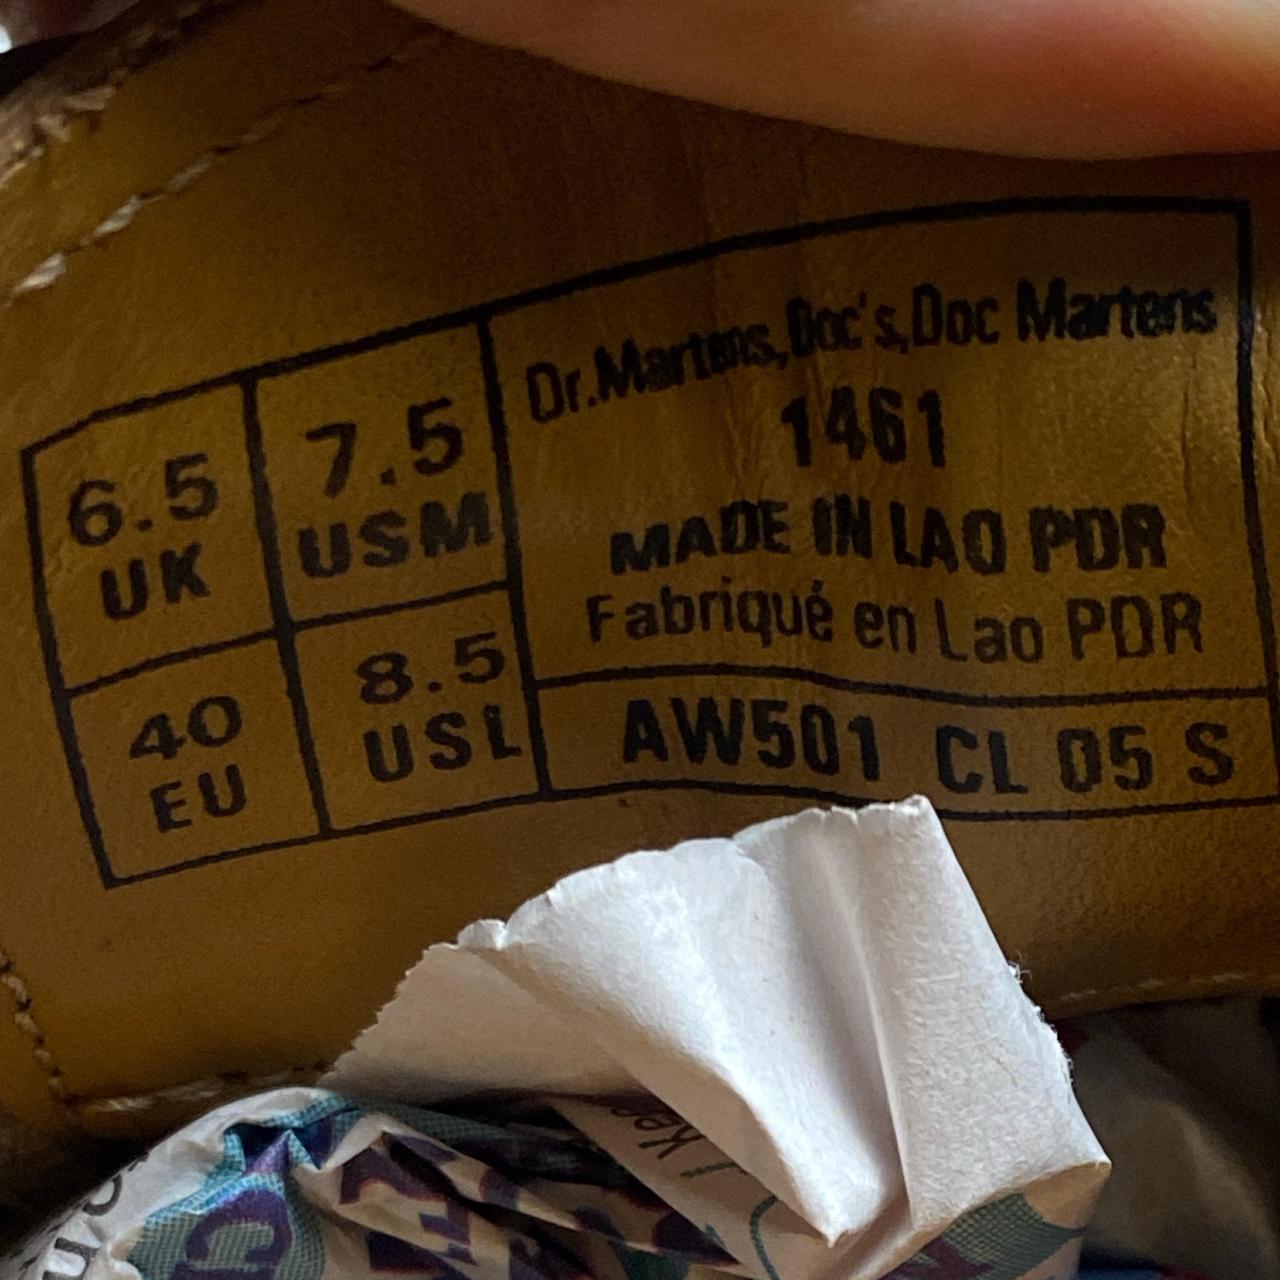 6.5
UK
7.5
USM
40
EU
8.5
USL
Dr.Martens,Doc's,Doc Martens
1461
MADE IN LAO PDR
Fabriqué en Lao PDR
AW501 CL 05 S